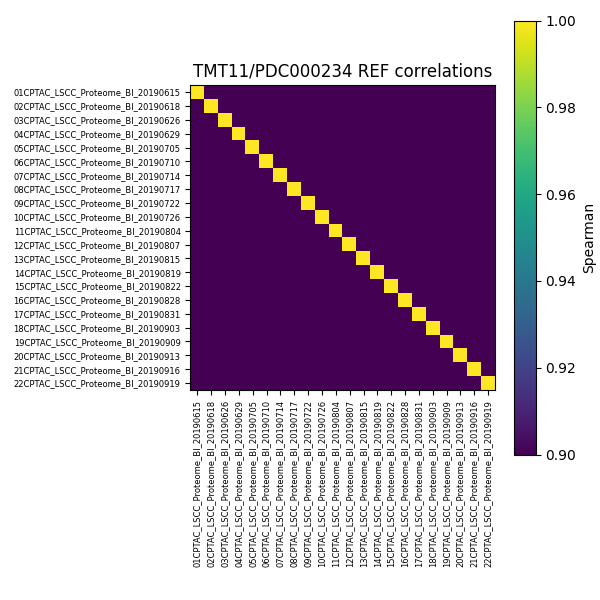 TMT11/PDC000234 REF correlations
01CPTAC_LSCC_Proteome_BI_20190615
02CPTAC_LSCC_Proteome_BI_20190618
03CPTAC_LSCC_Proteome_BI_20190626
04CPTAC_LSCC_Proteome_BI_20190629
05CPTAC_LSCC_Proteome_BI_20190705
06CPTAC_LSCC_Proteome_BI_20190710
07CPTAC_LSCC_Proteome_BI_20190714
08CPTAC_LSCC_Proteome_BI_20190717
09CPTAC_LSCC_Proteome_BI_20190722
10CPTAC_LSCC_Proteome_BI_20190726
11CPTAC_LSCC_Proteome_BI_20190804
12CPTAC_LSCC_Proteome_BI_20190807
13CPTAC_LSCC_Proteome_BI_20190815
14CPTAC_LSCC_Proteome_BI_20190819
15CPTAC_LSCC_Proteome_BI_20190822
16CPTAC_LSCC_Proteome_BI_20190828
17CPTAC_LSCC_Proteome_BI_20190831
18CPTAC_LSCC_Proteome_BI_20190903
19CPTAC_LSCC_Proteome_BI_20190909
20CPTAC_LSCC_Proteome_BI_20190913
21CPTAC_LSCC_Proteome_BI_20190916
22CPTAC_LSCC_Proteome_BI_20190919
01CPTAC_LSCC_Proteome_BI_20190615
02CPTAC_LSCC_Proteome_BI_20190618
03CPTAC_LSCC_Proteome_BI_20190626
04CPTAC_LSCC_Proteome_BI_20190629
05CPTAC_LSCC_Proteome_BI_20190705
06CPTAC_LSCC_Proteome_BI_20190710
07CPTAC_LSCC_Proteome_BI_20190714
08CPTAC_LSCC_Proteome_BI_20190717
09CPTAC_LSCC_Proteome_BI_20190722
10CPTAC_LSCC_Proteome_BI_20190726
11CPTAC_LSCC_Proteome_BI_20190804
12CPTAC_LSCC_Proteome_BI_20190807
13CPTAC_LSCC_Proteome_BI_20190815
14CPTAC_LSCC_Proteome_BI_20190819
15CPTAC_LSCC_Proteome_BI_20190822
16CPTAC_LSCC_Proteome_BI_20190828
17CPTAC_LSCC_Proteome_BI_20190831
18CPTAC_LSCC_Proteome_BI_20190903
19CPTAC_LSCC_Proteome_BI_20190909
20CPTAC_LSCC_Proteome_BI_20190913
21CPTAC_LSCC_Proteome_BI_20190916
22CPTAC_LSCC_Proteome_BI_20190919
1.00
0.98
0.96
0.94
0.92
0.90
Spearman